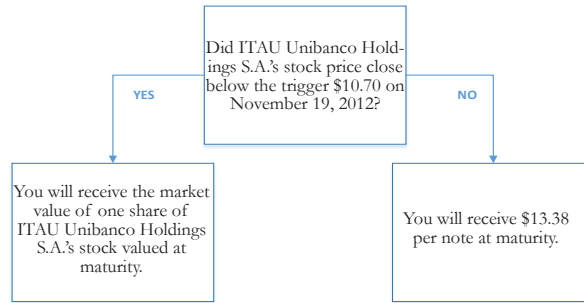 Did ITAU Unibanco Hold-
ings S.A.'s stock price close
below the trigger $10.70 on
November 19, 2012?
YES
NO
You will receive the market
value of one share of
ITAU Unibanco Holdings
S.A.'s stock valued at
maturity.
You will receive $13.38
per note at maturity.